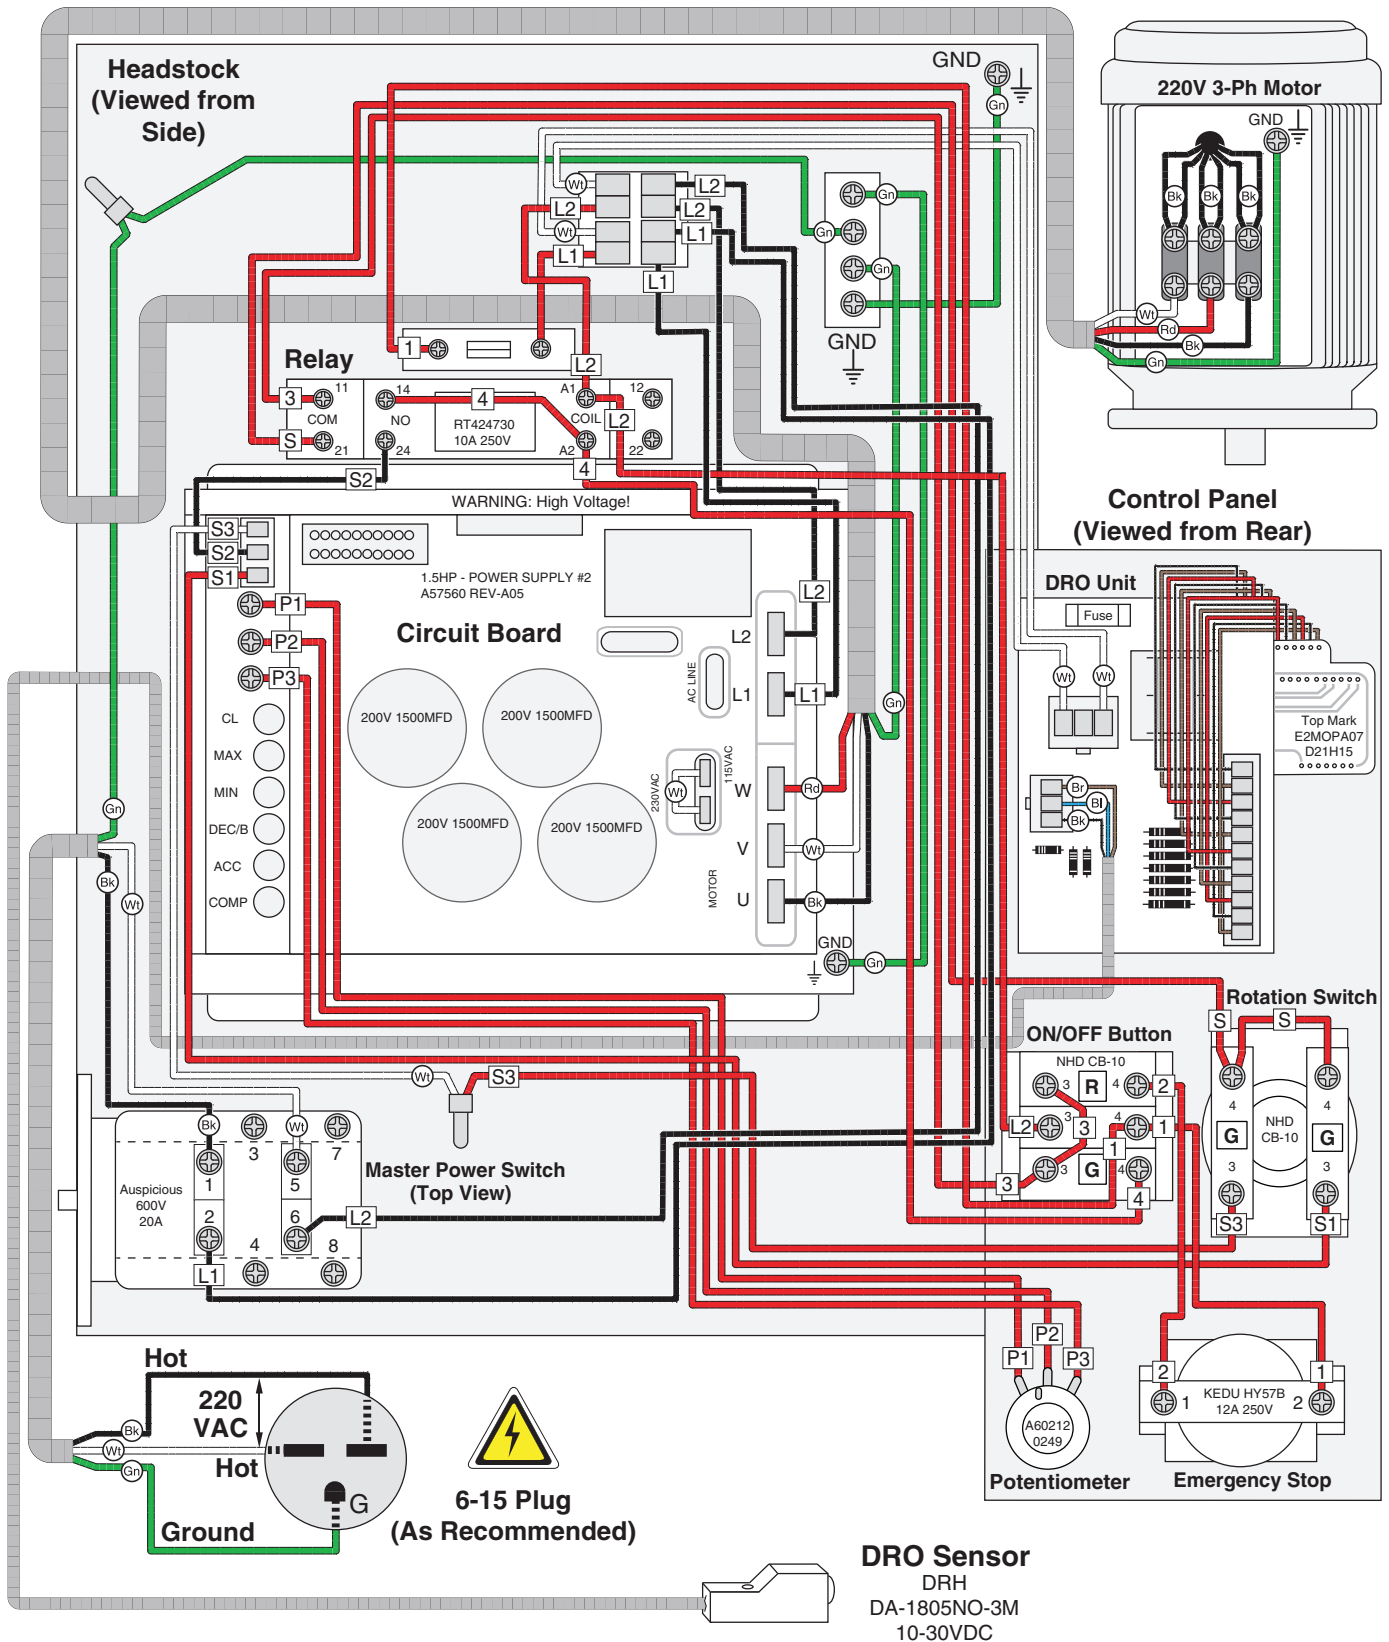 Headstock
(Viewed from
Side)
GND
Gn
220V 3-Ph Motor
GND
Bk
Bk
Bk
Wt
Rd
Bk
Gn
Wt
L2
L2
L2
Wt
L1
L1
L1
Gn
Gn
Gn
GND
Relay
1
L2
3
11
14
4
A1
12
COM
NO
RT424730
10A 250V
COIL
L2
S
21
24
A2
22
4
S2
WARNING: High Voltage!
S3
S2
S1
1.5HP - POWER SUPPLY #2
A57560 REV-A05
P1
P2
P3
Circuit Board
L2
L2
AC LINE
L1
L1
Gn
CL
MAX
MIN
DEC/B
ACC
COMP
200V 1500MFD
200V 1500MFD
200V 1500MFD
200V 1500MFD
230VAC
Wt
115VAC
W
Rd
V
Wt
MOTOR
U
Bk
GND
Gn
Gn
Bk
Wt
Control Panel
(Viewed from Rear)
DRO Unit
Fuse
Wt
Wt
Top Mark
E2MOPA07
D21H15
Br
Bl
Bk
Rotation Switch
S
S
ON/OFF Button
NHD CB-10
3
R
4
2
L2
3
3
4
1
1
3
3
G
4
4
4
NHD
CB-10
4
G
G
3
3
S3
S1
Wt
S3
Master Power Switch
(Top View)
Bk
Wt
3
7
1
5
Auspicious
600V
20A
2
6
L2
4
8
L1
P1
P2
P3
A60212
0249
Potentiometer
2
1
1
KEDU HY57B
12A 250V
2
Emergency Stop
Hot
220
VAC
Bk
Wt
Gn
Hot
G
Ground
6-15 Plug
(As Recommended)
DRO Sensor
DRH
DA-1805NO-3M
10-30VDC